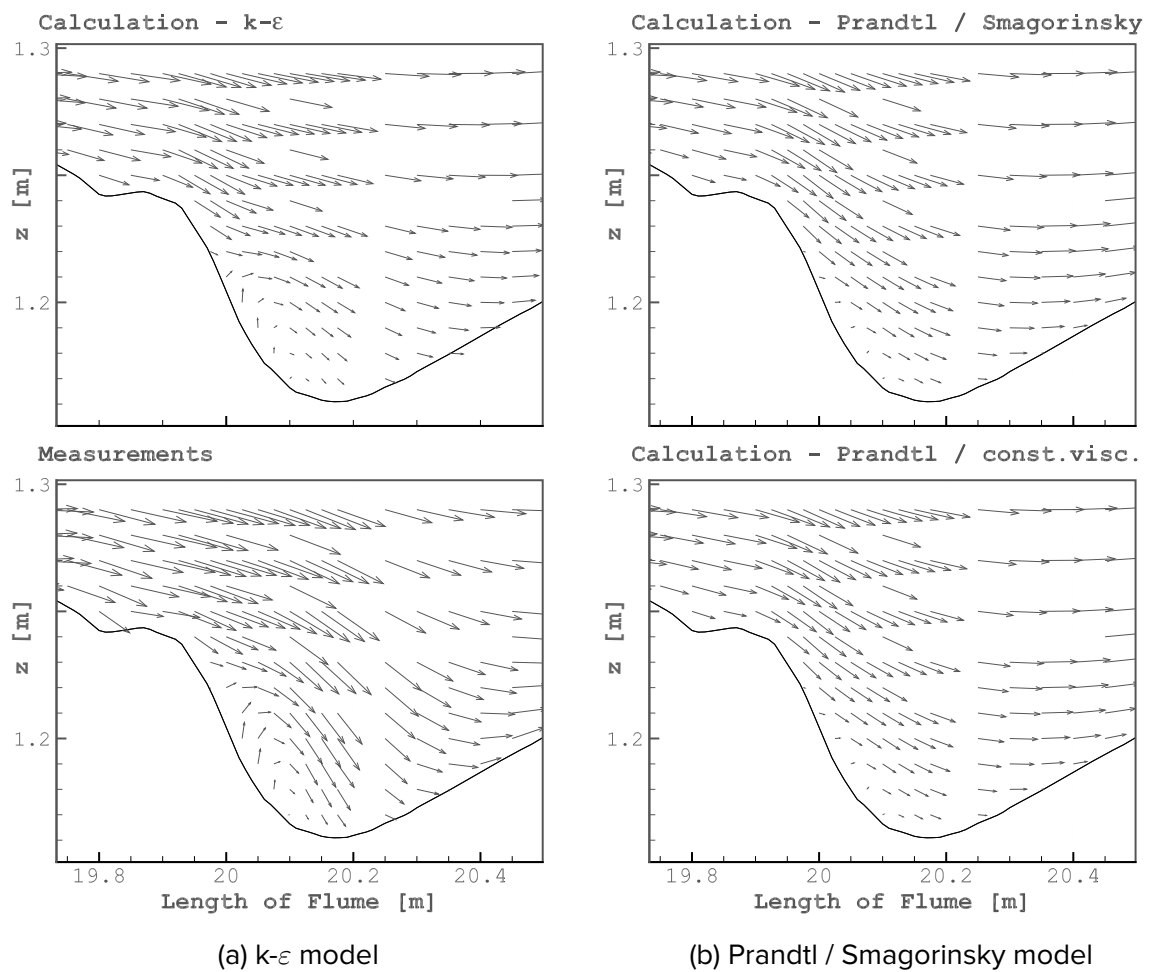 Calculation - k-ε
Calculation - Prandtl / Smagorinsky
1.3
z [m]
1.2
1.3
z [m]
1.2
Measurements
Calculation - Prandtl / const.visc.
1.3
z [m]
1.2
19.8 20 20.2 20.4
Length of Flume [m]
1.3
z [m]
1.2
19.8 20 20.2 20.4
Length of Flume [m]
(a) k-ε model
(b) Prandtl / Smagorinsky model